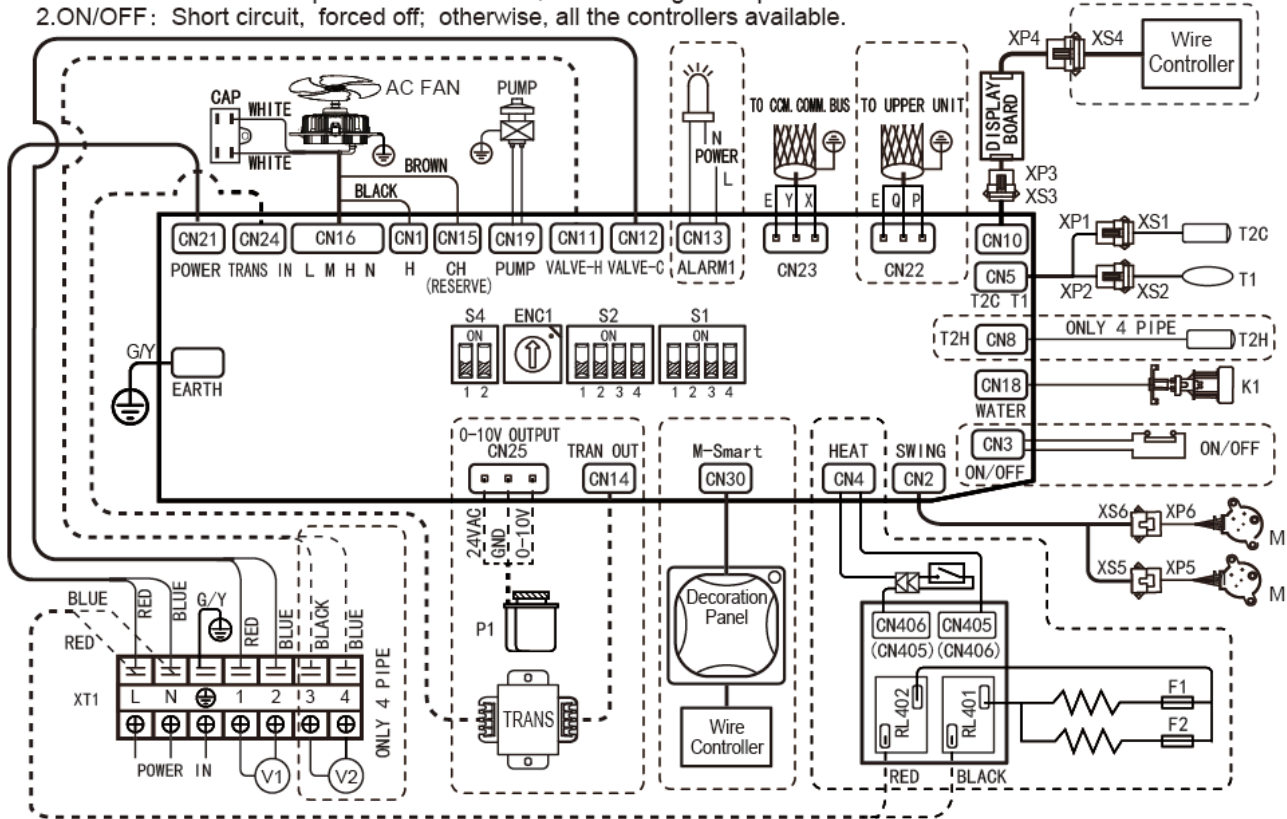 2.ON/OFF: Short circuit, forced off; otherwise, all the controllers available.
XP4 XS4
Wire
Controller
DISPLAY
BOARD
XP3
XS3
CAP
WHITE
WHITE
AC FAN
PUMP
BROWN
BLACK
N
POWER
L
TO CCM. COMM. BUS
TO UPPER UNIT
E Y X
E Q P
CN21 CN24 CN16 CN1 CN15 CN19 CN11 CN12 CN13 CN23 CN22 CN10
POWER TRANS IN L M H N H CH PUMP VALVE-H VALVE-C ALARM1
(RESERVE)
XP1 XS1 T2C
CN5
T2C T1
XP2 XS2 T1
ONLY 4 PIPE
T2H CN8 T2H
CN18 K1
WATER
CN3 ON/OFF
ON/OFF
G/Y
EARTH
S4 ENC1 S2 S1
ON ON ON
1 2 1 2 3 4 1 2 3 4
0-10V OUTPUT
CN25
TRAN OUT
CN14
M-Smart
CN30
HEAT
CN4
SWING
CN2
24VAC
GND
0-10V
P1
TRANS
Decoration
Panel
Wire
Controller
XS6 XP6 M
XS5 XP5 M
CN406 CN405
(CN405) (CN406)
RL402
RL401
F1
F2
RED BLACK
BLUE
RED
RED
BLUE
G/Y
RED
BLUE
BLACK
BLUE
XT1
L N 1 2 3 4
POWER IN
V1 V2
ONLY 4 PIPE